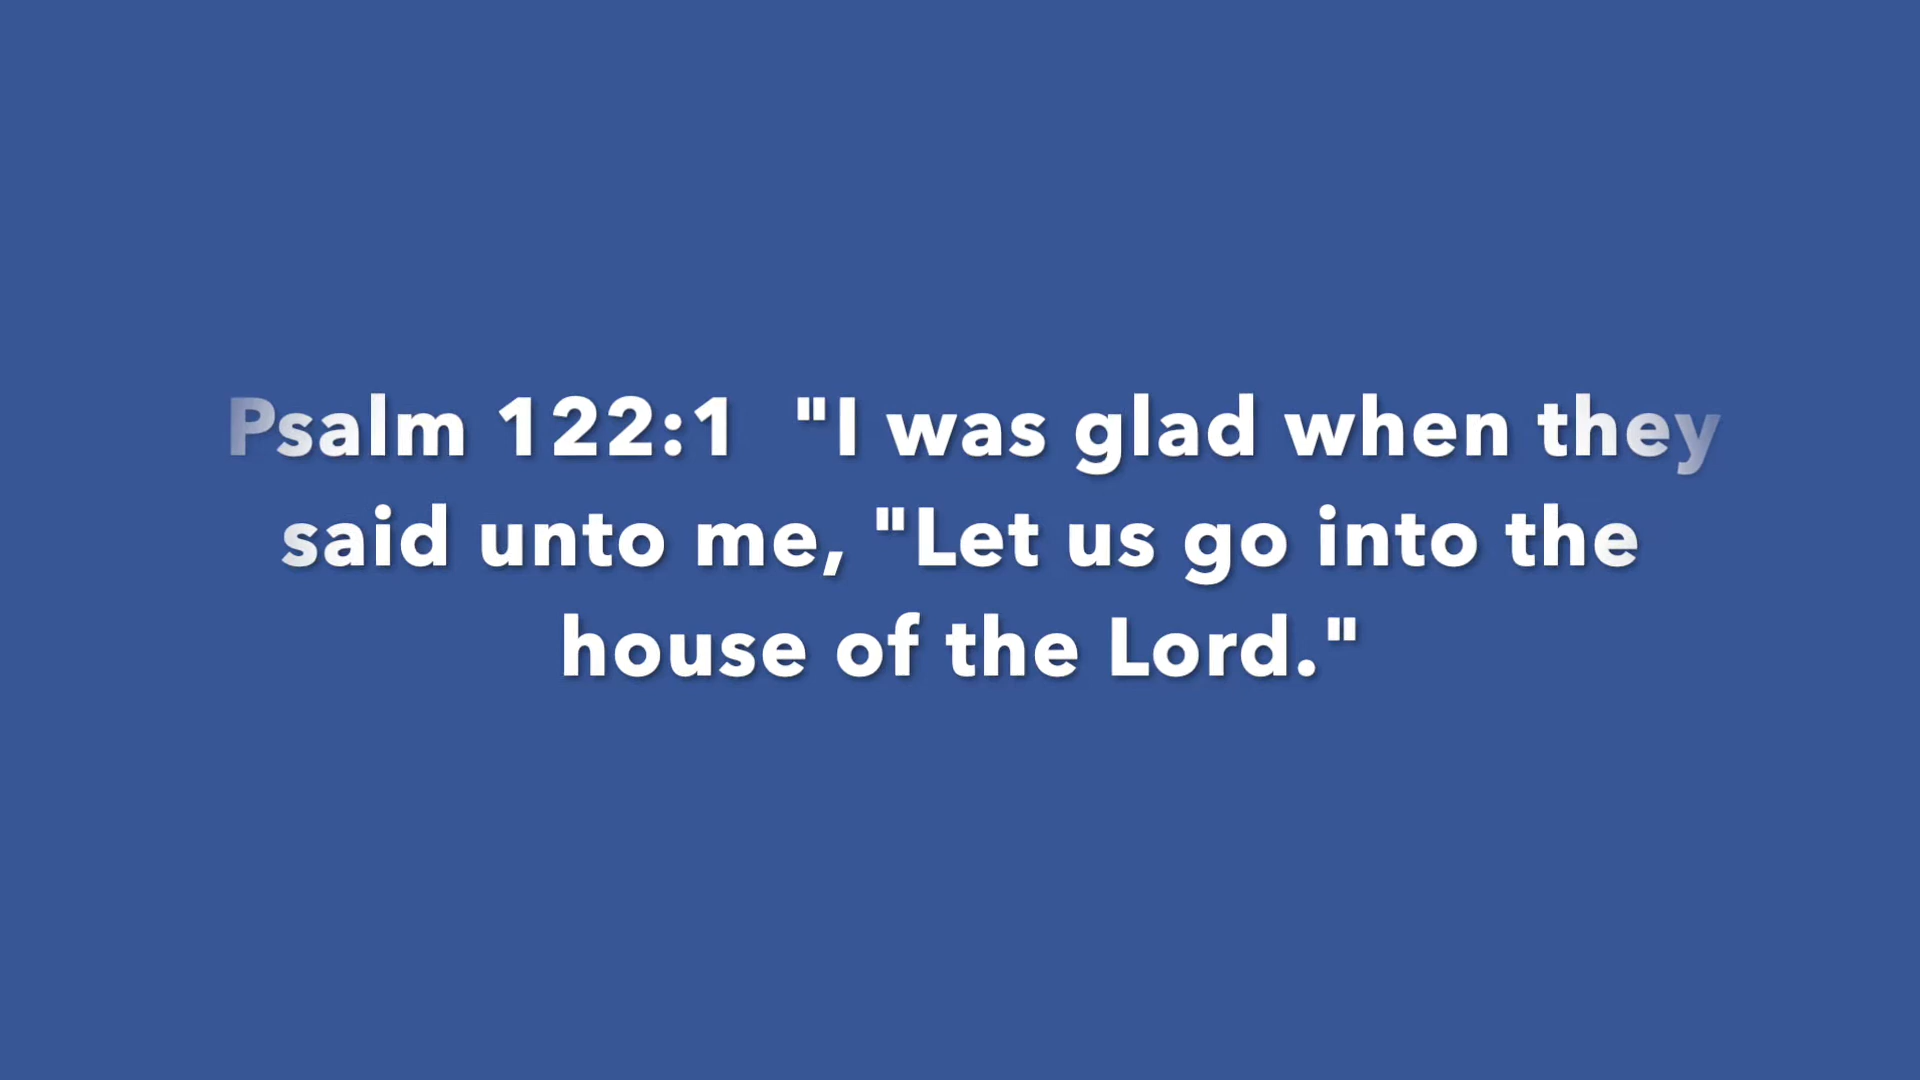 Psalm 122:1  "I was glad when they
said unto me, "Let us go into the
house of the Lord."